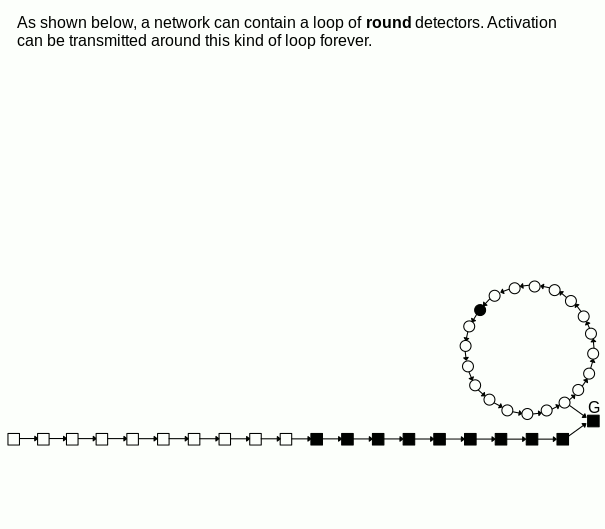 As shown below, a network can contain a loop of round detectors. Activation
can be transmitted around this kind of loop forever.
G